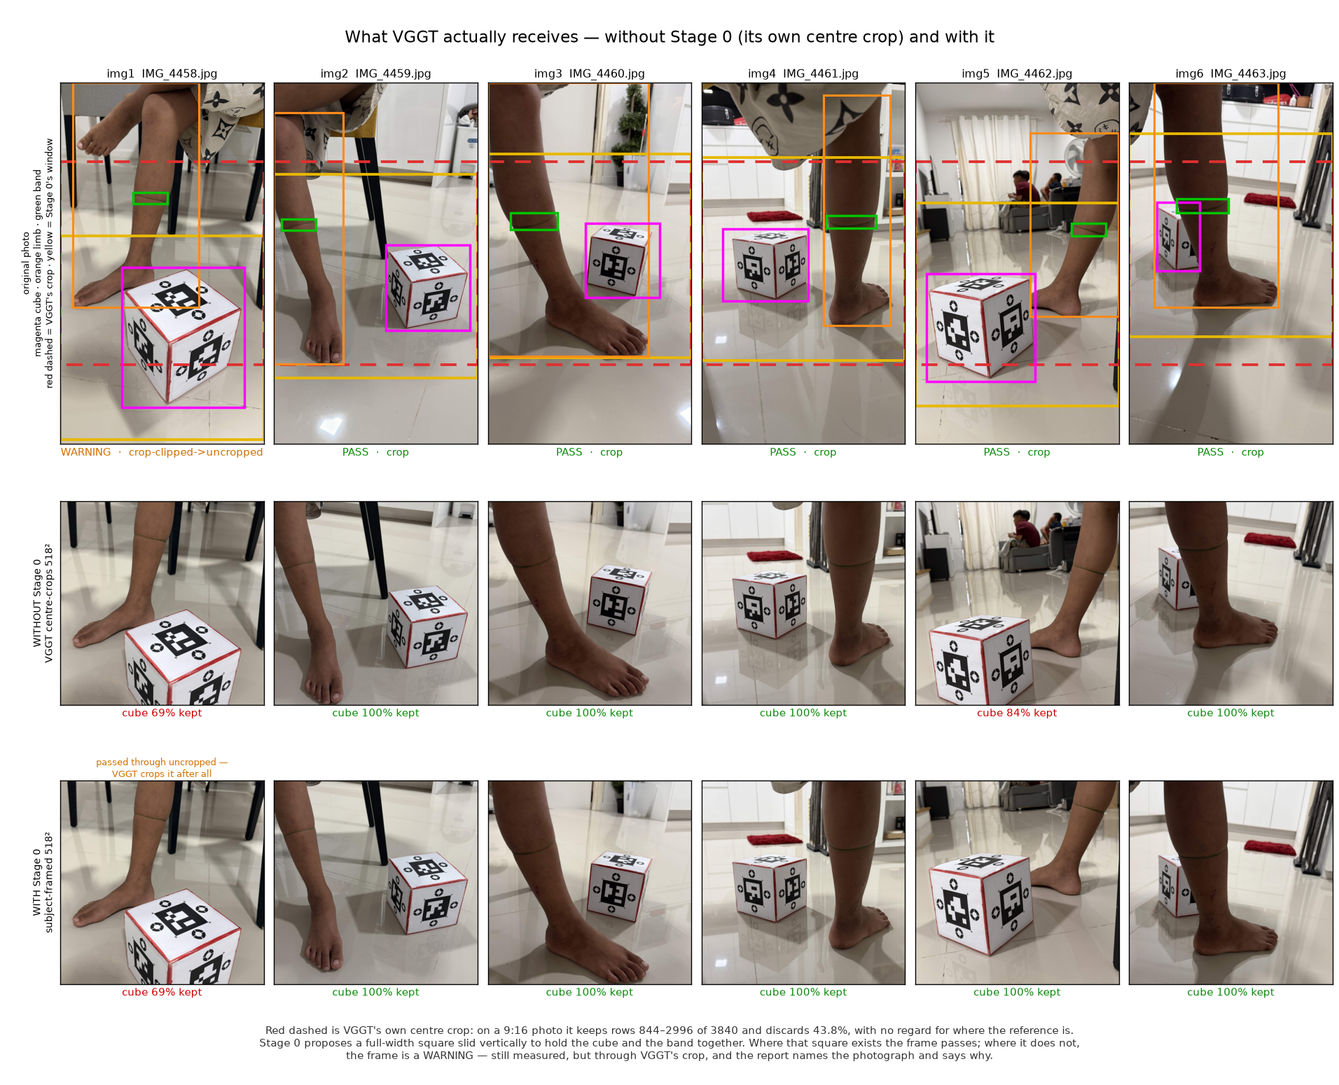 What VGGT actually receives — without Stage 0 (its own centre crop) and with it
img1 IMG_4458.jpg
img2 IMG_4459.jpg
img3 IMG_4460.jpg
img4 IMG_4461.jpg
img5 IMG_4462.jpg
img6 IMG_4463.jpg
original photo
magenta cube · orange limb · green band
red dashed = VGGT's crop · yellow = Stage 0's window
WARNING · crop-clipped->uncropped
PASS · crop
PASS · crop
PASS · crop
PASS · crop
PASS · crop
WITHOUT Stage 0
VGGT centre-crops 518²
cube 69% kept
cube 100% kept
cube 100% kept
cube 100% kept
cube 84% kept
cube 100% kept
passed through uncropped —
VGGT crops it after all
WITH Stage 0
subject-framed 518²
cube 69% kept
cube 100% kept
cube 100% kept
cube 100% kept
cube 100% kept
cube 100% kept
Red dashed is VGGT's own centre crop: on a 9:16 photo it keeps rows 844–2996 of 3840 and discards 43.8%, with no regard for where the reference is.
Stage 0 proposes a full-width square slid vertically to hold the cube and the band together. Where that square exists the frame passes; where it does not,
the frame is a WARNING — still measured, but through VGGT's crop, and the report names the photograph and says why.